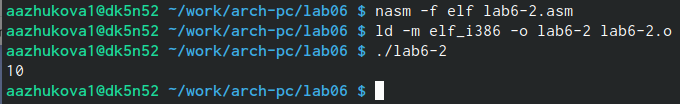 aazhukova1@dk5n52 ~/work/arch-pc/lab06 $ nasm -f elf lab6-2.asm
aazhukova1@dk5n52 ~/work/arch-pc/lab06 $ ld -m elf_i386 -o lab6-2 lab6-2.o
aazhukova1@dk5n52 ~/work/arch-pc/lab06 $ ./lab6-2
10
aazhukova1@dk5n52 ~/work/arch-pc/lab06 $